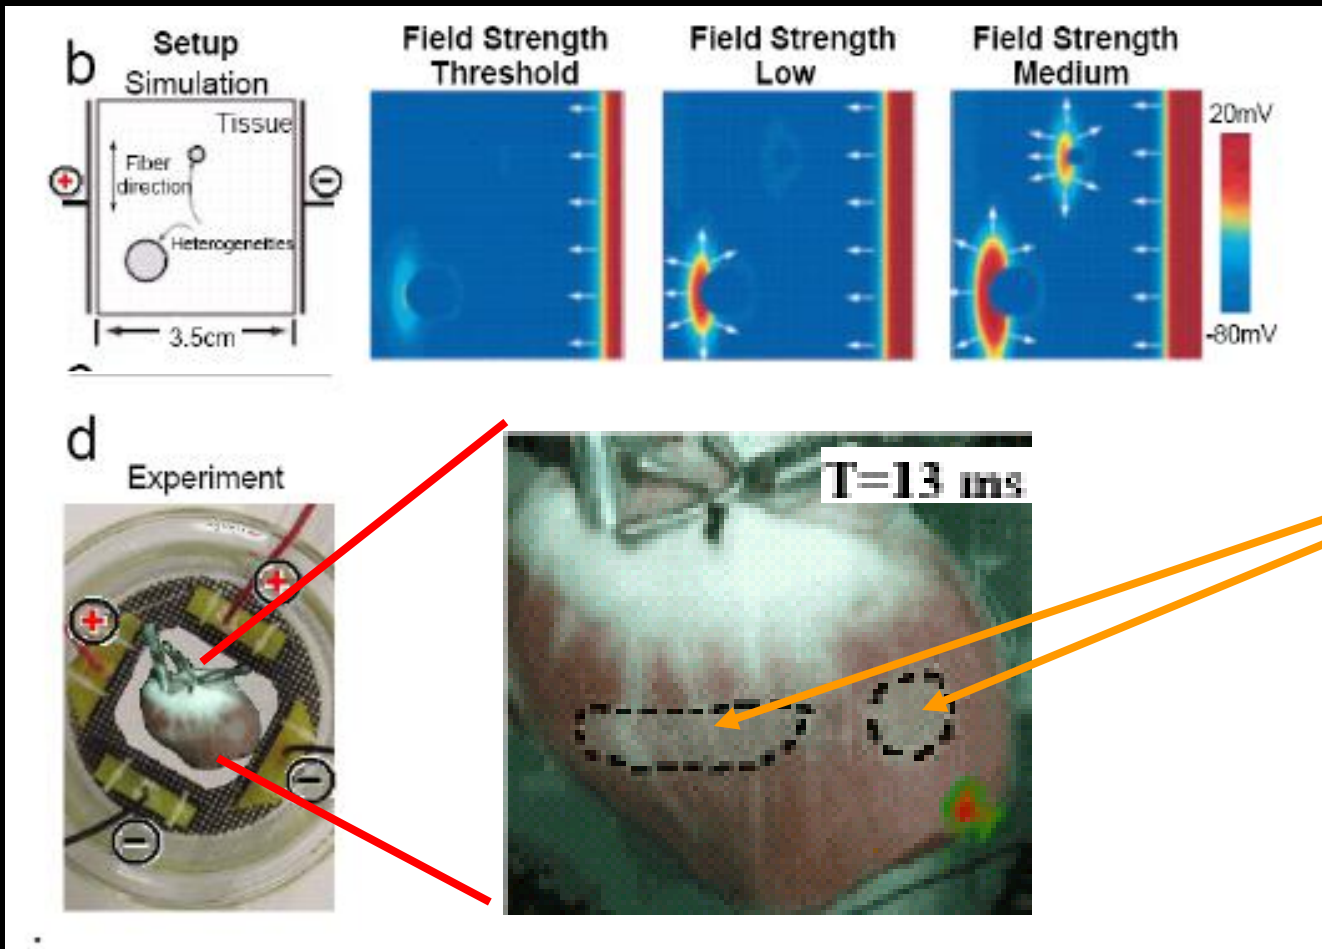 b
Setup
Simulation
Tissue
Fiber
direction
Heterogeneities
+
−
3.5cm
Field Strength
Threshold
Field Strength
Low
Field Strength
Medium
20mV
-80mV
d
Experiment
+
+
−
−
T=13 ms
.